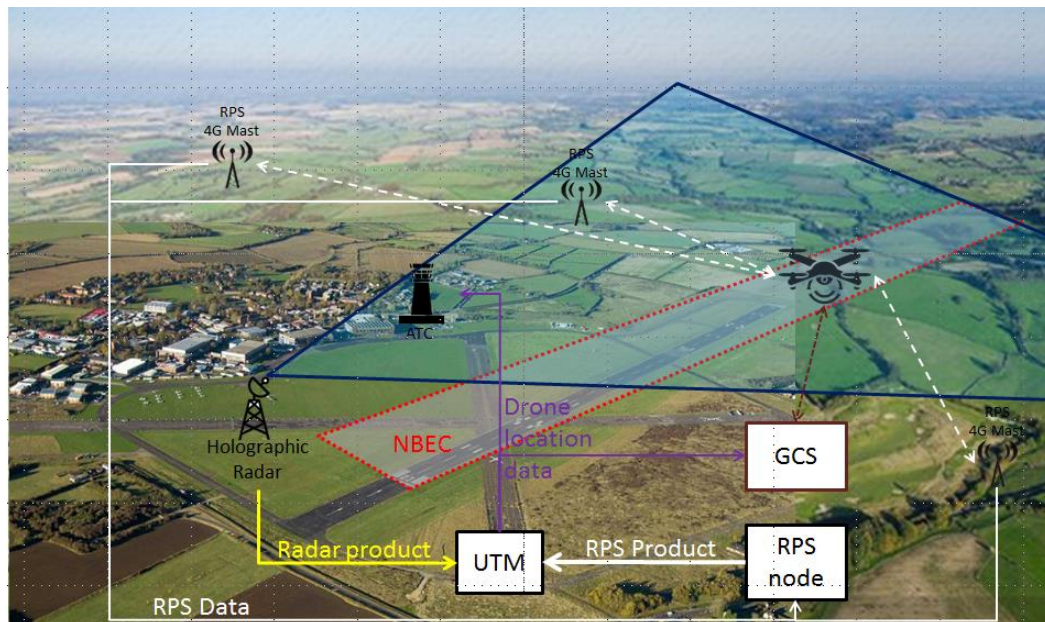 RPS
4G Mast
RPS
4G Mast
ATC
Holographic
Radar
NBEC
Drone
location
data
RPS
4G Mast
GCS
Radar product
UTM
RPS Product
RPS
node
RPS Data